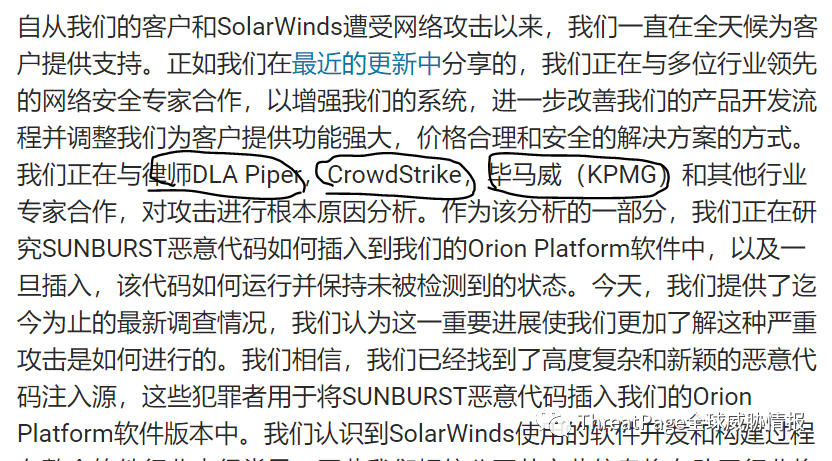 自从我们的客户和SolarWinds遭受网络攻击以来，我们一直在全天候为客
户提供支持。正如我们在最近的更新中分享的，我们正在与多位行业领先
的网络安全专家合作，以增强我们的系统，进一步改善我们的产品开发流
程并调整我们为客户提供功能强大，价格合理和安全的解决方案的方式。
我们正在与律师DLA Piper，CrowdStrike，毕马威（KPMG）和其他行业
专家合作，对攻击进行根本原因分析。作为该分析的一部分，我们正在研
究SUNBURST恶意代码如何插入到我们的Orion Platform软件中，以及一
旦插入，该代码如何运行并保持未被检测到的状态。今天，我们提供了迄
今为止的最新调查情况，我们认为这一重要进展使我们更加了解这种严重
攻击是如何进行的。我们相信，我们已经找到了高度复杂和新颖的恶意代
码注入源，这些犯罪者用于将SUNBURST恶意代码插入我们的Orion
Platform软件版本中。我们认识到SolarWinds使用的软件开发和构建过程
ThreatPage全球威胁情报